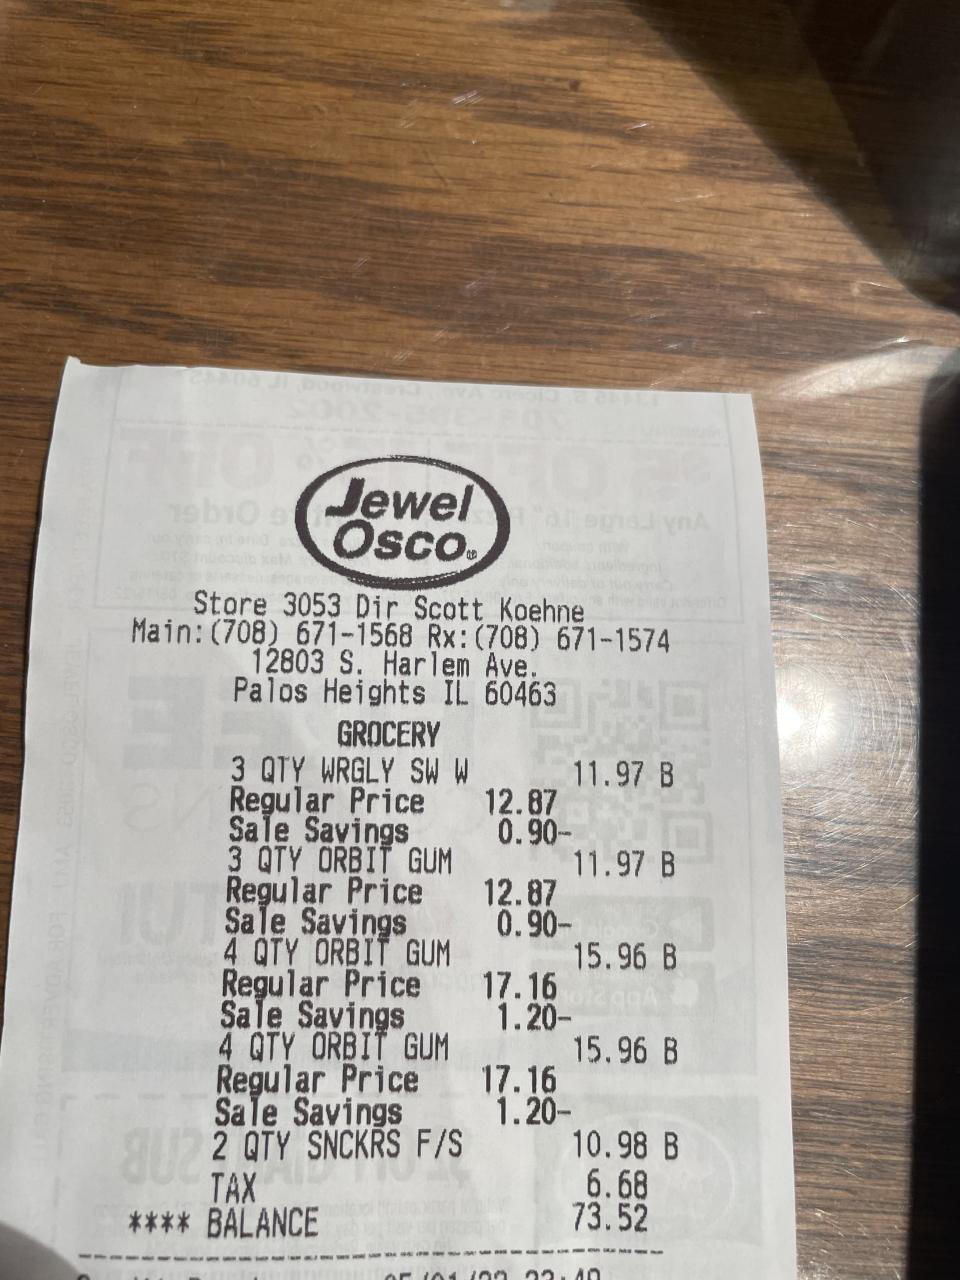 Jewel
Osco®
Store 3053 Dir Scott Koehne
Main:(708) 671-1568 Rx:(708) 671-1574
12803 S. Harlem Ave.
Palos Heights IL 60463
GROCERY
3 QTY WRGLY SW W 11.97 B
Regular Price 12.87
Sale Savings 0.90-
3 QTY ORBIT GUM 11.97 B
Regular Price 12.87
Sale Savings 0.90-
4 QTY ORBIT GUM 15.96 B
Regular Price 17.16
Sale Savings 1.20-
4 QTY ORBIT GUM 15.96 B
Regular Price 17.16
Sale Savings 1.20-
2 QTY SNCKRS F/S 10.98 B
TAX 6.68
**** BALANCE 73.52